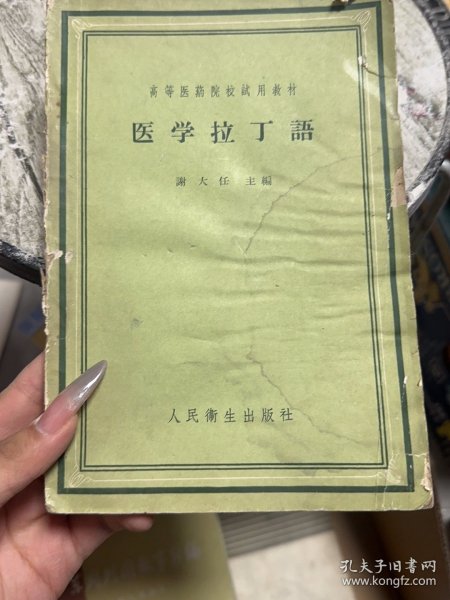 高等医药院校試用教材
医学拉丁語
謝大任 主編
人民衛生出版社
孔夫子旧书网
www.kongfz.com